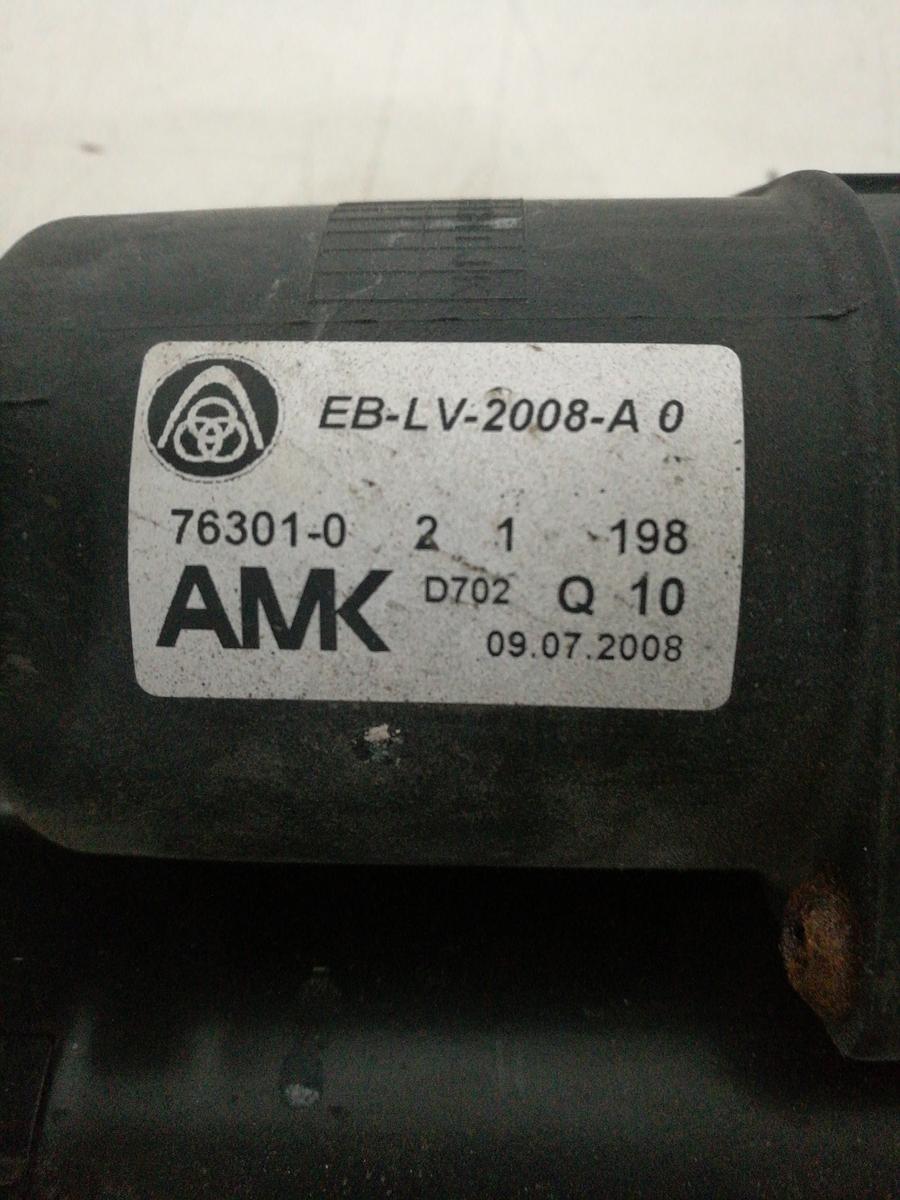 EB-LV-2008-A 0
76301-0 2 1 198
AMK D702 Q 10
09.07.2008